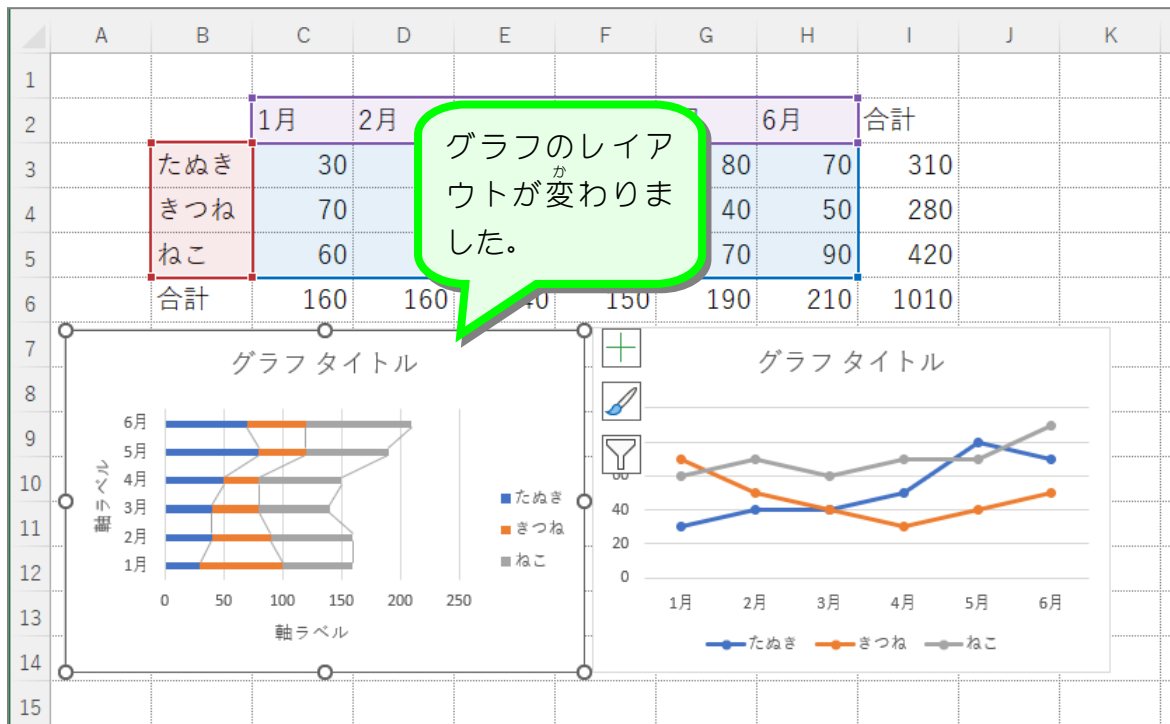 A B C D E F G H I J K
1
2 1月 2月 6月 合計
3 たぬき 30 80 70 310
4 きつね 70 40 50 280
5 ねこ 60 70 90 420
6 合計 160 160 40 150 190 210 1010
グラフのレイア
か
ウトが変わりま
した。
7
8
9
10
11
12
13
14
15
グラフ タイトル
6月
5月
4月
3月
2月
1月
軸ラベル
0 50 100 150 200 250
軸ラベル
たぬき
きつね
ねこ
グラフ タイトル
40
20
0
1月 2月 3月 4月 5月 6月
たぬき きつね ねこ